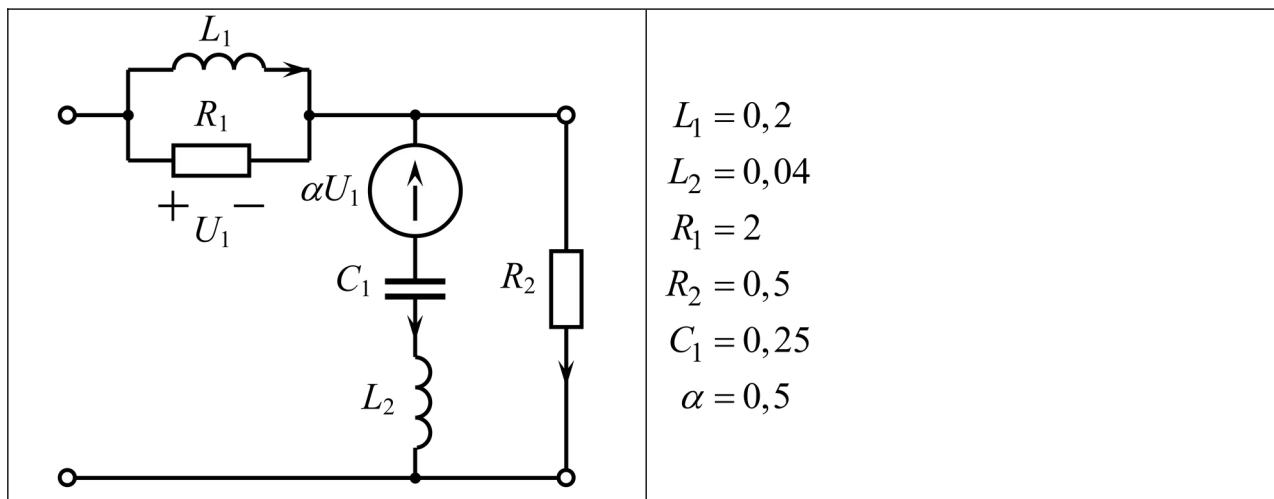 L₁
R₁
+ U₁ −
αU₁
C₁
R₂
L₂
L₁ = 0,2
L₂ = 0,04
R₁ = 2
R₂ = 0,5
C₁ = 0,25
α = 0,5